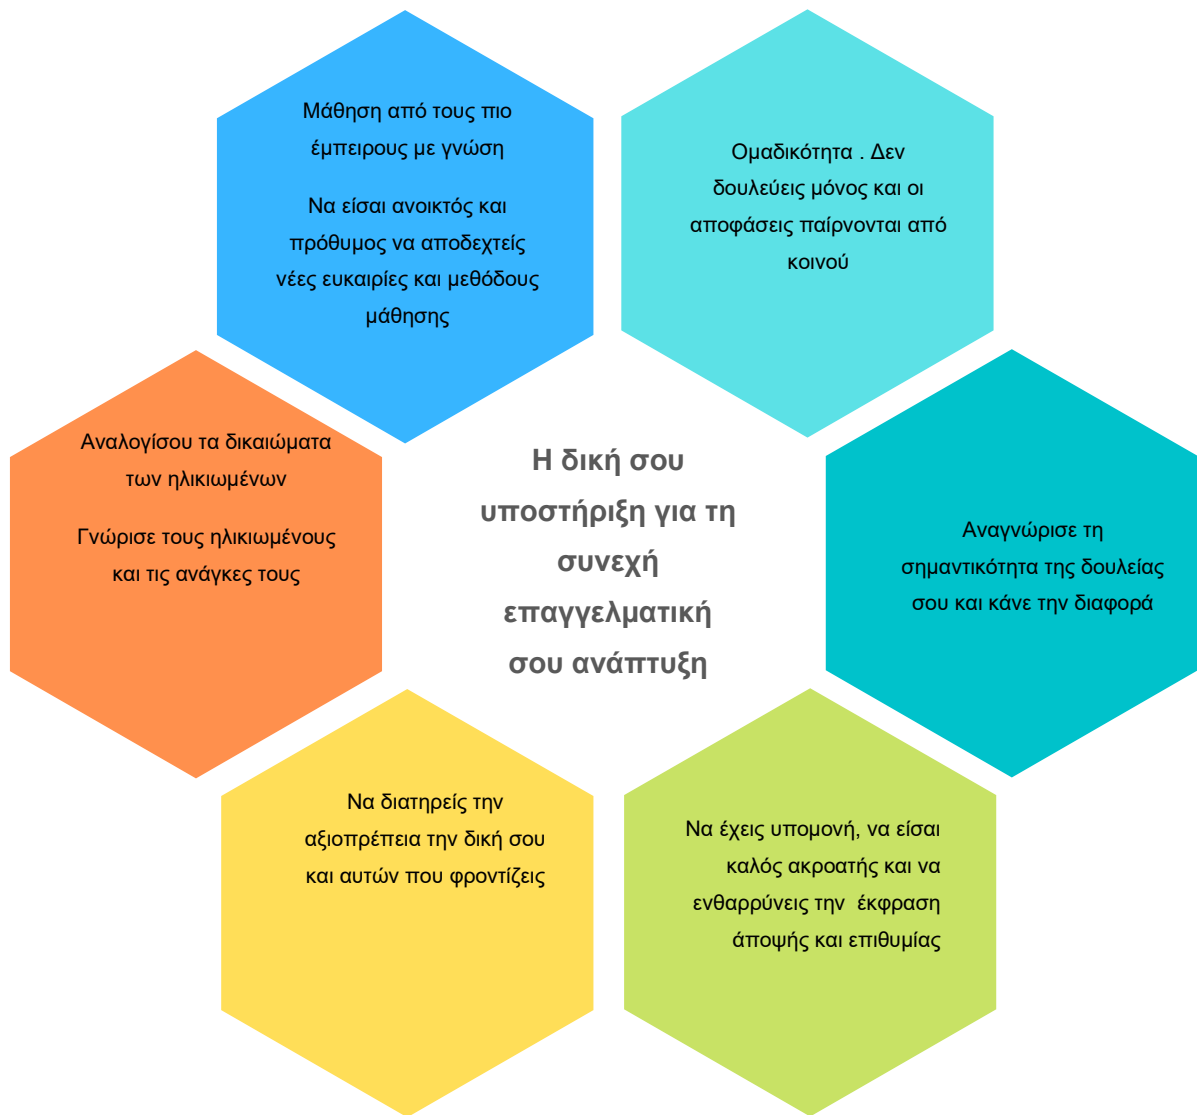 Μάθηση από τους πιο
έμπειρους με γνώση
Να είσαι ανοικτός και
πρόθυμος να αποδεχτείς
νέες ευκαιρίες και μεθόδους
μάθησης
Ομαδικότητα . Δεν
δουλεύεις μόνος και οι
αποφάσεις παίρνονται από
κοινού
Αναλογίσου τα δικαιώματα
των ηλικιωμένων
Γνώρισε τους ηλικιωμένους
και τις ανάγκες τους
Η δική σου
υποστήριξη για τη
συνεχή
επαγγελματική
σου ανάπτυξη
Αναγνώρισε τη
σημαντικότητα της δουλείας
σου και κάνε την διαφορά
Να διατηρείς την
αξιοπρέπεια την δική σου
και αυτών που φροντίζεις
Να έχεις υπομονή, να είσαι
καλός ακροατής και να
ενθαρρύνεις την  έκφραση
άποψής και επιθυμίας